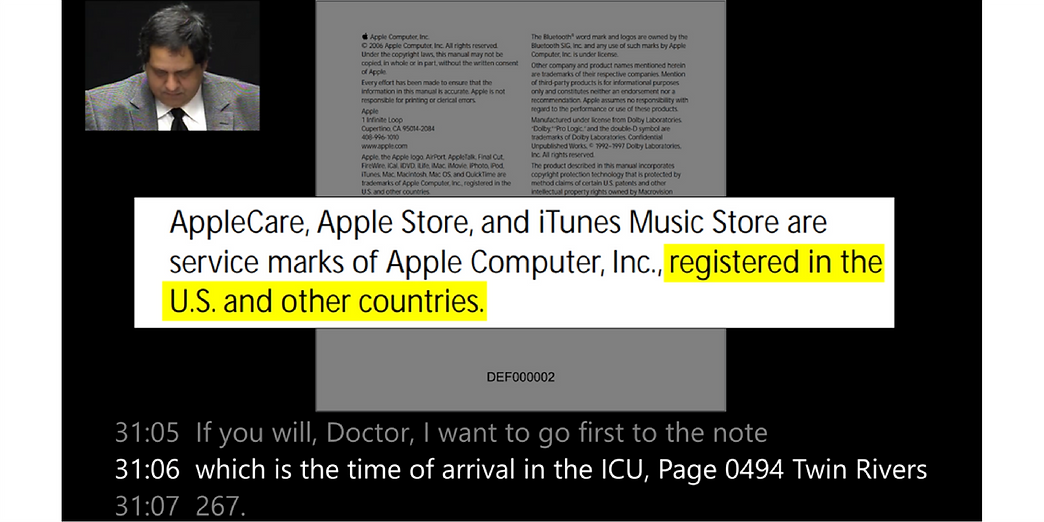 Apple Computer, Inc.
© 2006 Apple Computer, Inc. All rights reserved.
Under the copyright laws, this manual may not be
copied, in whole or in part, without the written consent
of Apple.
Every effort has been made to ensure that the
information in this manual is accurate. Apple is not
responsible for printing or clerical errors.
Apple
1 Infinite Loop
Cupertino, CA 95014-2084
408-996-1010
www.apple.com
Apple, the Apple logo, AirPort, AppleTalk, Final Cut,
FireWire, iCal, iDVD, iLife, iMac, iMovie, iPhoto, iPod,
iTunes, Mac, Macintosh, Mac OS, and QuickTime are
trademarks of Apple Computer, Inc., registered in the
U.S. and other countries.
The Bluetooth® word mark and logos are owned by the
Bluetooth SIG, Inc. and any use of such marks by Apple
Computer, Inc. is under license.
Other company and product names mentioned herein
are trademarks of their respective companies. Mention
of third-party products is for informational purposes
only and constitutes neither an endorsement nor a
recommendation. Apple assumes no responsibility with
regard to the performance or use of these products.
Manufactured under license from Dolby Laboratories.
"Dolby," "Pro Logic," and the double-D symbol are
trademarks of Dolby Laboratories. Confidential
Unpublished Works, © 1992–1997 Dolby Laboratories,
Inc. All rights reserved.
The product described in this manual incorporates
copyright protection technology that is protected by
method claims of certain U.S. patents and other
intellectual property rights owned by Macrovision
AppleCare, Apple Store, and iTunes Music Store are
service marks of Apple Computer, Inc., registered in the
U.S. and other countries.
DEF000002
31:05 If you will, Doctor, I want to go first to the note
31:06 which is the time of arrival in the ICU, Page 0494 Twin Rivers
31:07 267.